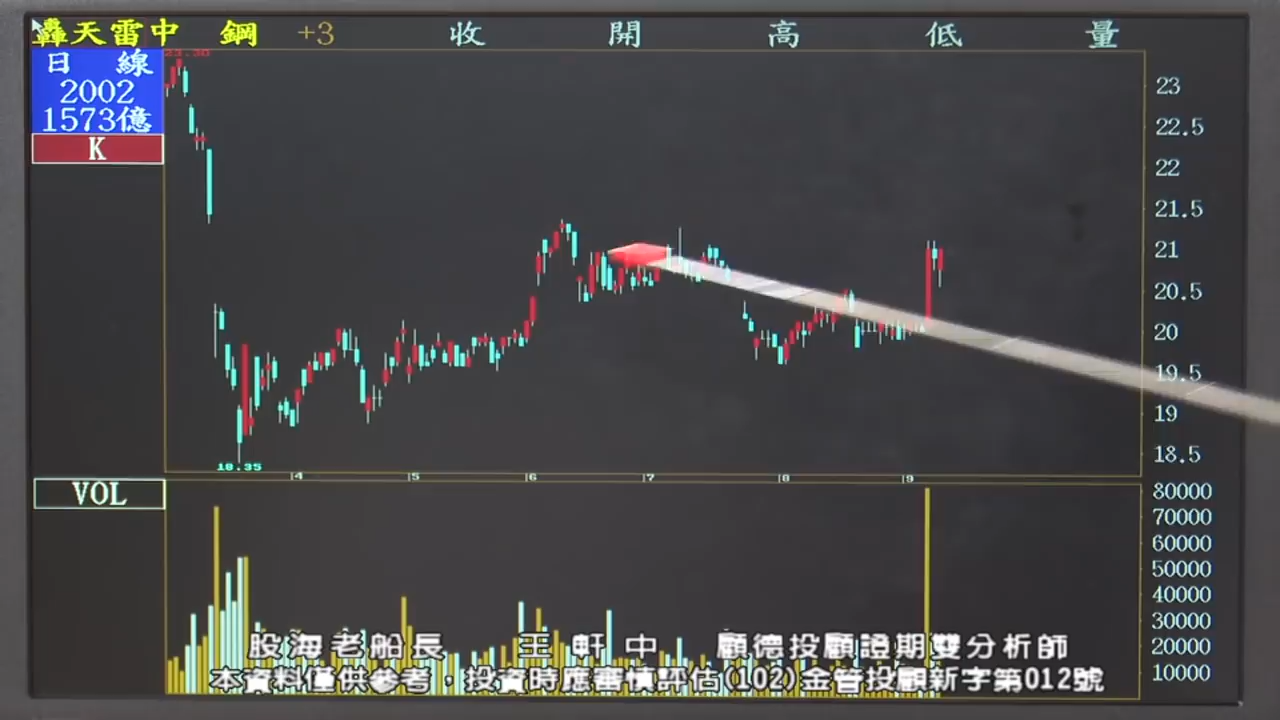 轟天雷中 鋼 +3 收 開 高 低 量
日 線
2002
1573億
K
23.30
23
22.5
22
21.5
21
20.5
20
19.5
19
18.5
18.35
4 5 6 7 8 9
VOL
80000
70000
60000
50000
40000
30000
20000
10000
股海老船長 王軒中 顧德投顧證期雙分析師
本資料僅供參考,投資時應審慎評估(102)金管投顧新字第012號